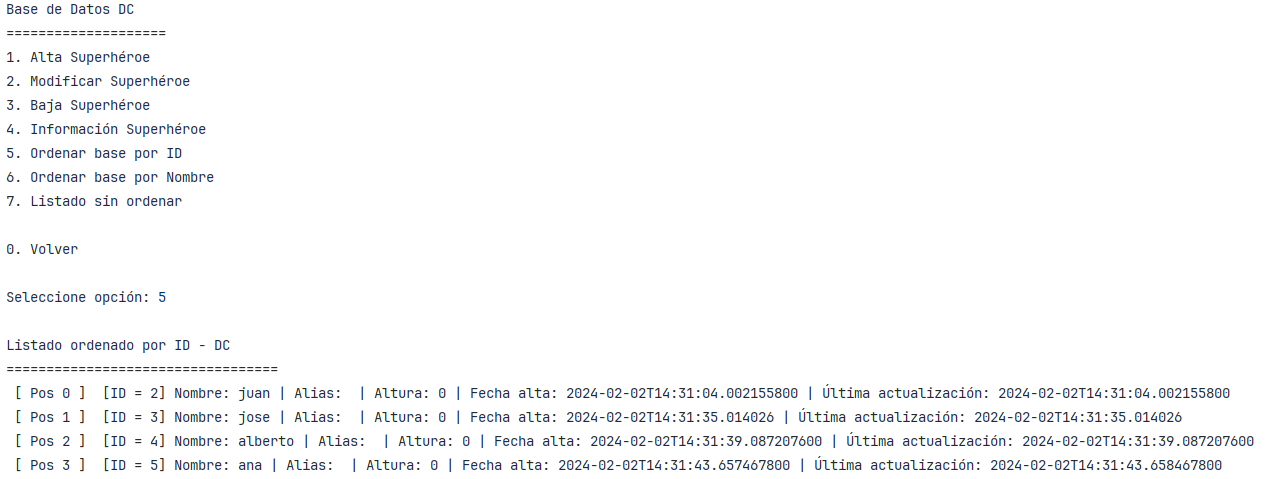 Base de Datos DC
====================
1. Alta Superhéroe
2. Modificar Superhéroe
3. Baja Superhéroe
4. Información Superhéroe
5. Ordenar base por ID
6. Ordenar base por Nombre
7. Listado sin ordenar
0. Volver
Seleccione opción: 5
Listado ordenado por ID - DC
==================================
[ Pos 0 ]  [ID = 2] Nombre: juan | Alias:  | Altura: 0 | Fecha alta: 2024-02-02T14:31:04.002155800 | Última actualización: 2024-02-02T14:31:04.002155800
[ Pos 1 ]  [ID = 3] Nombre: jose | Alias:  | Altura: 0 | Fecha alta: 2024-02-02T14:31:35.014026 | Última actualización: 2024-02-02T14:31:35.014026
[ Pos 2 ]  [ID = 4] Nombre: alberto | Alias:  | Altura: 0 | Fecha alta: 2024-02-02T14:31:39.087207600 | Última actualización: 2024-02-02T14:31:39.087207600
[ Pos 3 ]  [ID = 5] Nombre: ana | Alias:  | Altura: 0 | Fecha alta: 2024-02-02T14:31:43.657467800 | Última actualización: 2024-02-02T14:31:43.658467800